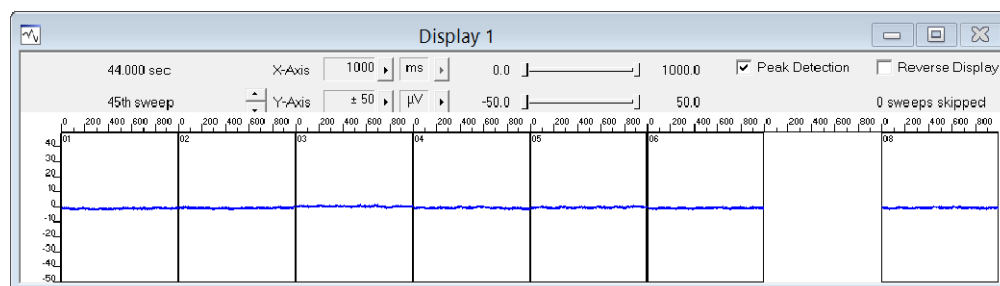 Display 1
44.000 sec X-Axis 1000 ms 0.0 1000.0 Peak Detection Reverse Display
45th sweep Y-Axis ± 50 µV -50.0 50.0 0 sweeps skipped
0 200 400 600 800 0 200 400 600 800 0 200 400 600 800 0 200 400 600 800 0 200 400 600 800 0 200 400 600 800 0 200 400 600 800 0 200 400 600 800
01 02 03 04 05 06 08
40
30
20
10
0
-10
-20
-30
-40
-50